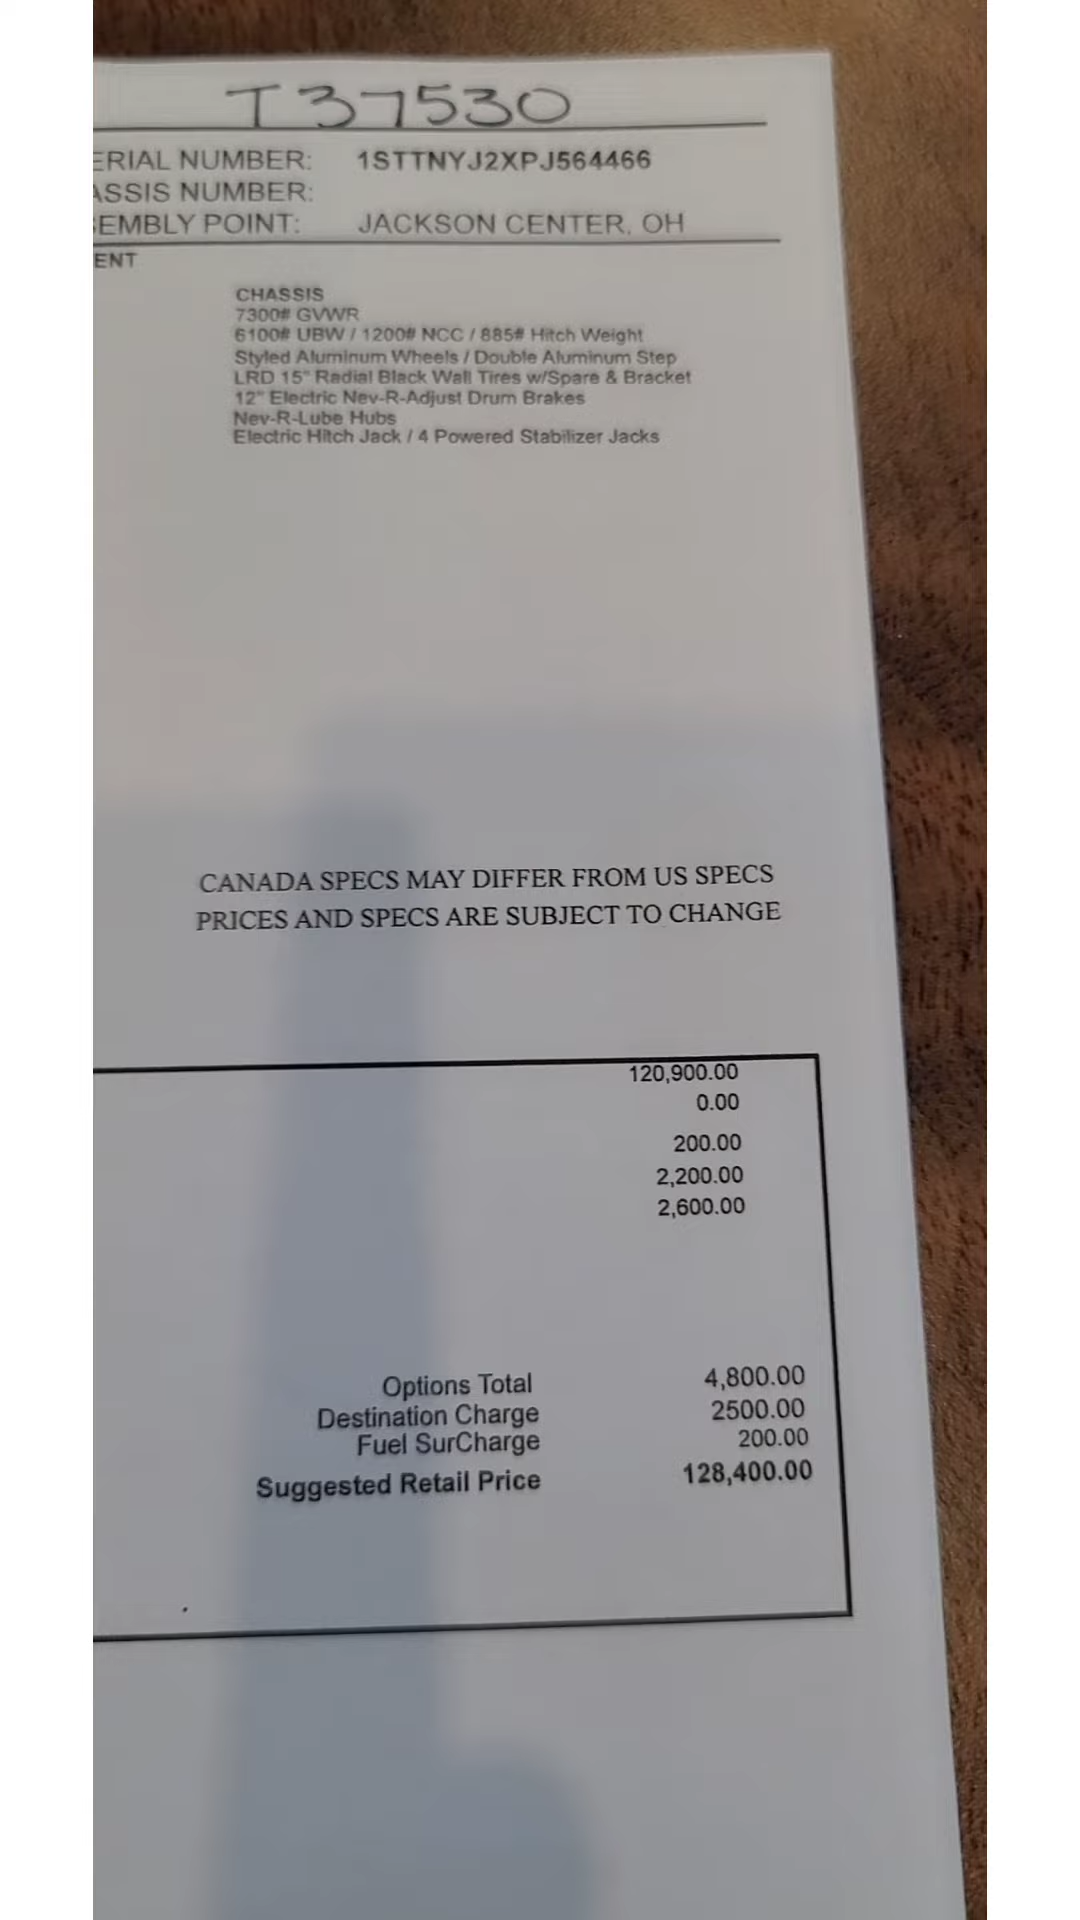 T37530
ERIAL NUMBER: 1STTNYJ2XPJ564466
ASSIS NUMBER:
EMBLY POINT: JACKSON CENTER, OH
ENT
CHASSIS
7300# GVWR
6100# UBW / 1200# NCC / 885# Hitch Weight
Styled Aluminum Wheels / Double Aluminum Step
LRD 15" Radial Black Wall Tires w/Spare & Bracket
12" Electric Nev-R-Adjust Drum Brakes
Nev-R-Lube Hubs
Electric Hitch Jack / 4 Powered Stabilizer Jacks
CANADA SPECS MAY DIFFER FROM US SPECS
PRICES AND SPECS ARE SUBJECT TO CHANGE
120,900.00
0.00
200.00
2,200.00
2,600.00
Options Total 4,800.00
Destination Charge 2500.00
Fuel SurCharge 200.00
Suggested Retail Price 128,400.00